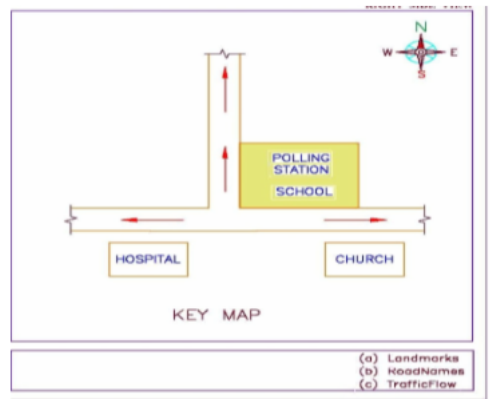 N
W E
S
POLLING
STATION
SCHOOL
HOSPITAL
CHURCH
KEY MAP
(a) Landmarks
(b) RoadNames
(c) TrafficFlow